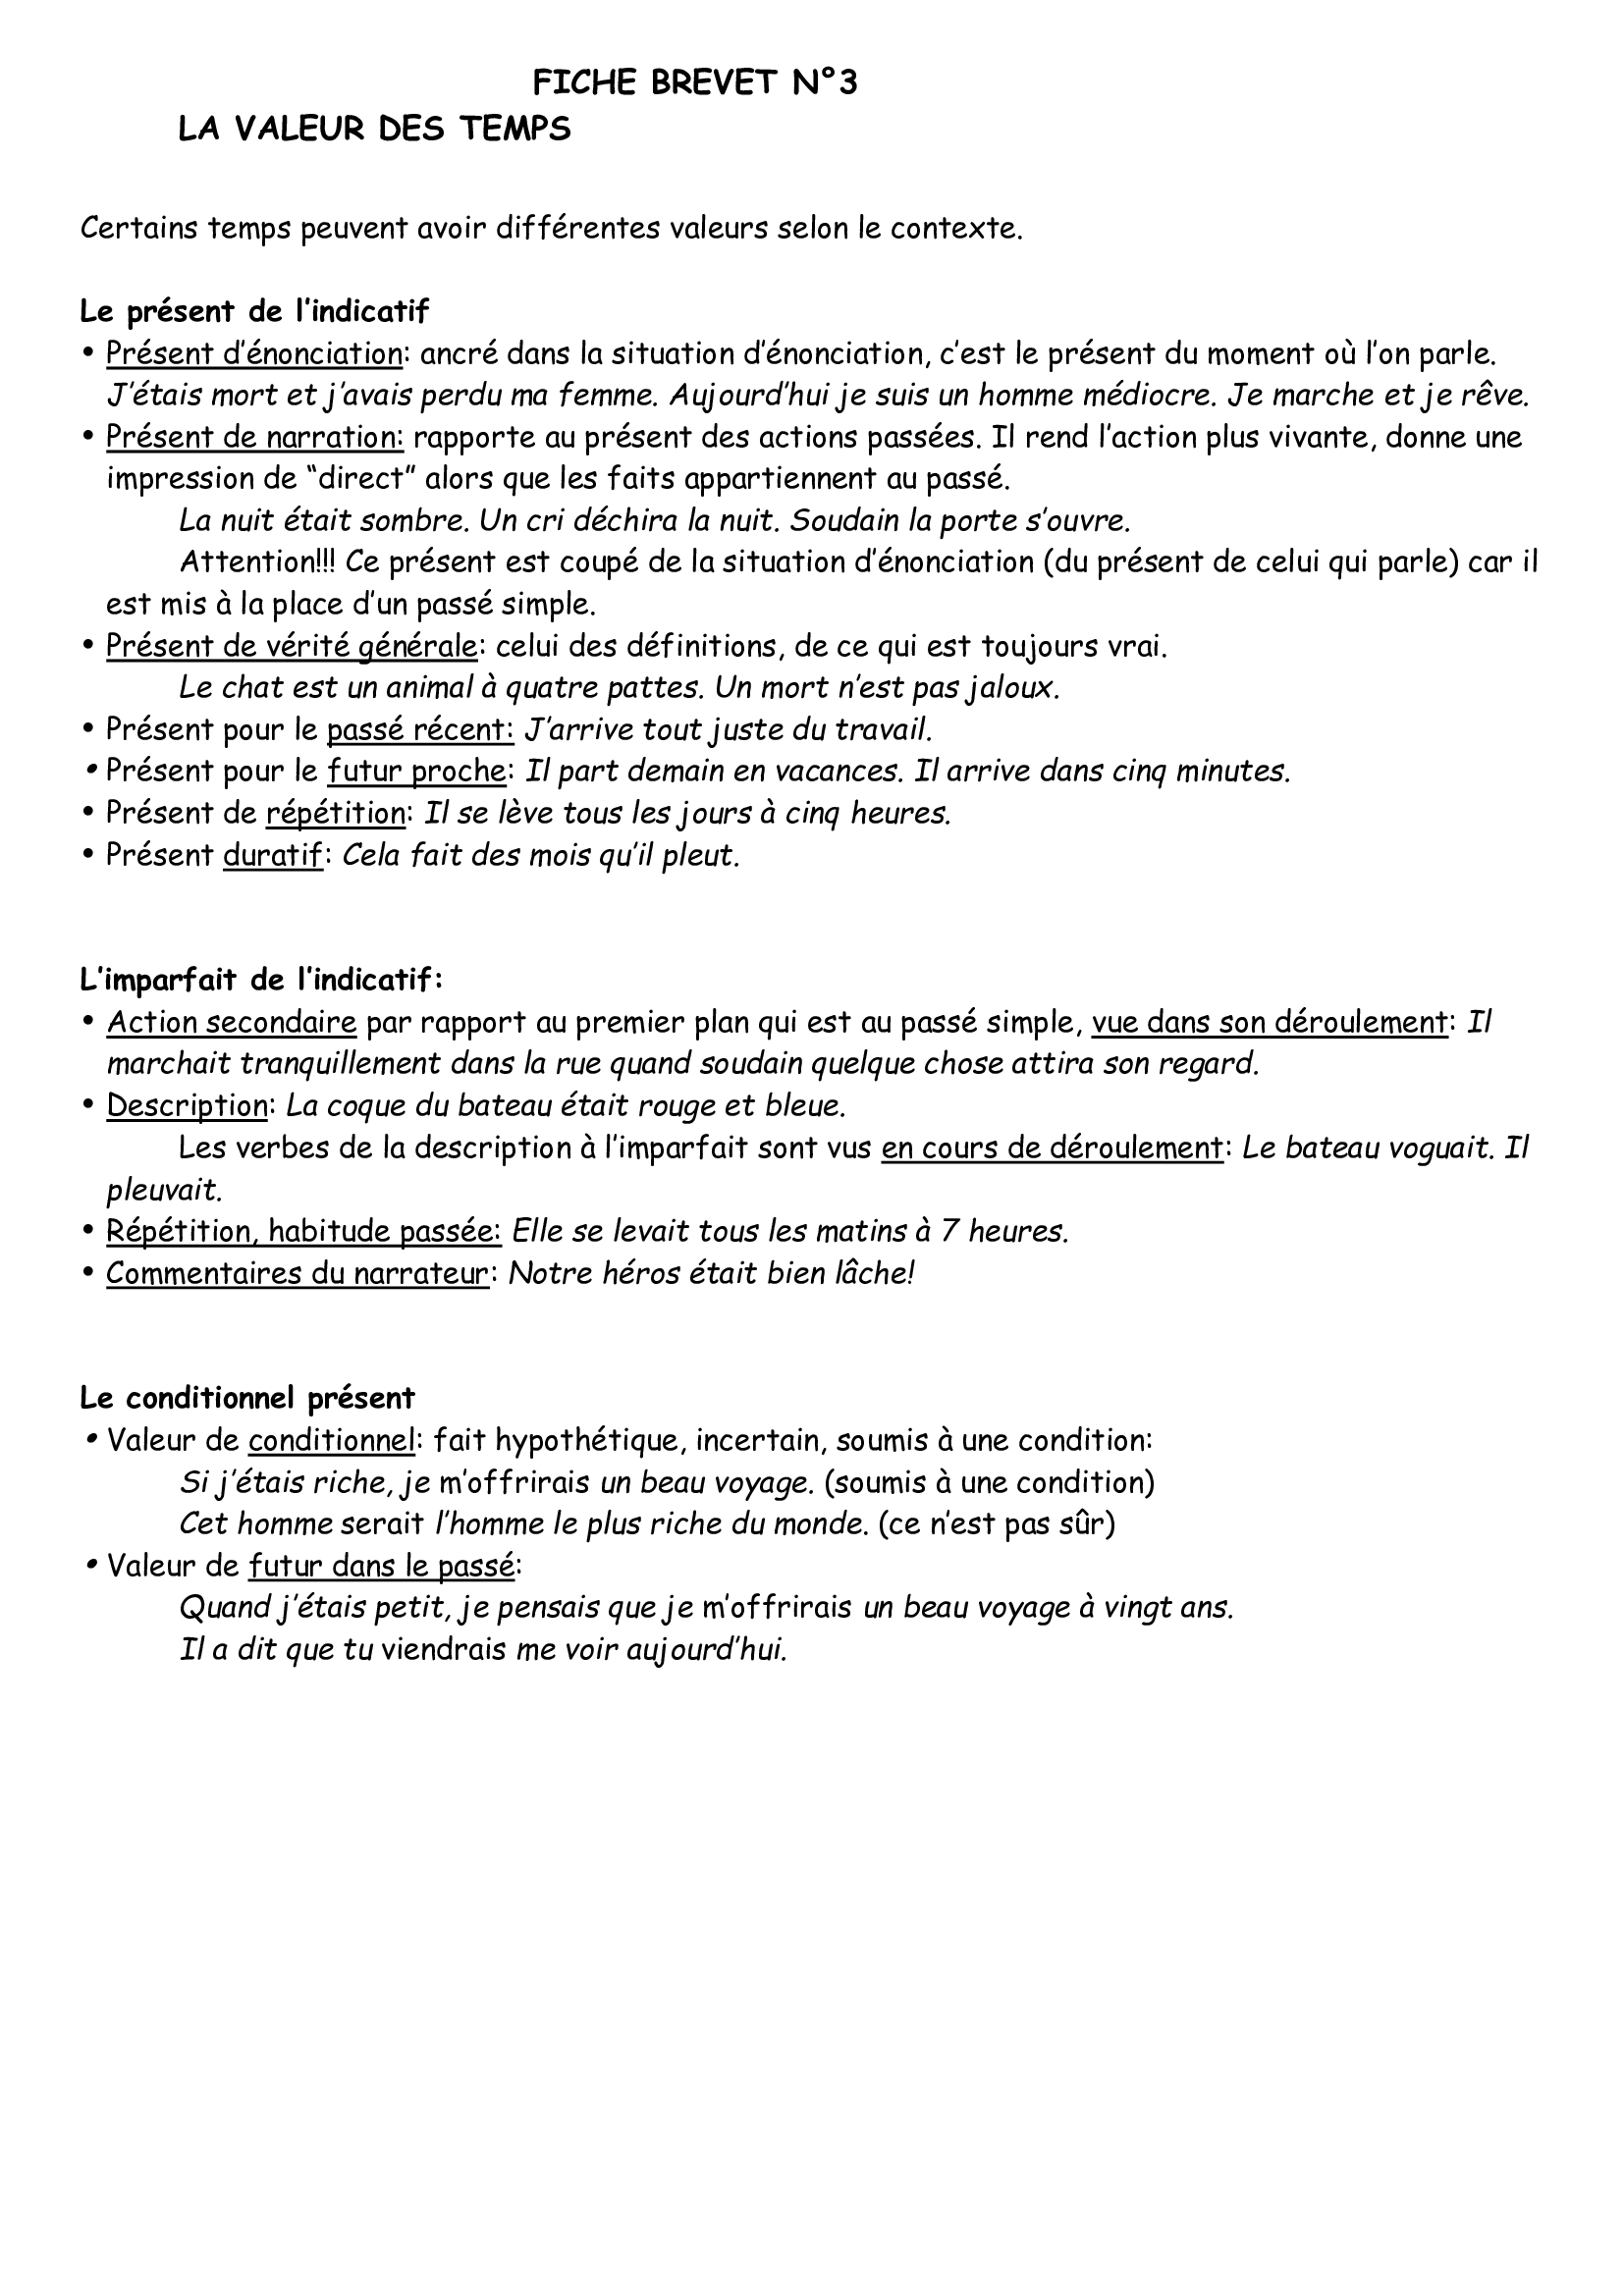 FICHE BREVET N°3
LA VALEUR DES TEMPS
Certains temps peuvent avoir différentes valeurs selon le contexte.
Le présent de l'indicatif
• Présent d'énonciation: ancré dans la situation d'énonciation, c'est le présent du moment où l'on parle.
J'étais mort et j'avais perdu ma femme. Aujourd'hui je suis un homme médiocre. Je marche et je rêve.
• Présent de narration: rapporte au présent des actions passées. Il rend l'action plus vivante, donne une
impression de “direct” alors que les faits appartiennent au passé.
La nuit était sombre. Un cri déchira la nuit. Soudain la porte s'ouvre.
Attention!!! Ce présent est coupé de la situation d'énonciation (du présent de celui qui parle) car il
est mis à la place d'un passé simple.
• Présent de vérité générale: celui des définitions, de ce qui est toujours vrai.
Le chat est un animal à quatre pattes. Un mort n'est pas jaloux.
• Présent pour le passé récent: J'arrive tout juste du travail.
• Présent pour le futur proche: Il part demain en vacances. Il arrive dans cinq minutes.
• Présent de répétition: Il se lève tous les jours à cinq heures.
• Présent duratif: Cela fait des mois qu'il pleut.
L'imparfait de l'indicatif:
• Action secondaire par rapport au premier plan qui est au passé simple, vue dans son déroulement: Il
marchait tranquillement dans la rue quand soudain quelque chose attira son regard.
• Description: La coque du bateau était rouge et bleue.
Les verbes de la description à l'imparfait sont vus en cours de déroulement: Le bateau voguait. Il
pleuvait.
• Répétition, habitude passée: Elle se levait tous les matins à 7 heures.
• Commentaires du narrateur: Notre héros était bien lâche!
Le conditionnel présent
• Valeur de conditionnel: fait hypothétique, incertain, soumis à une condition:
Si j'étais riche, je m'offrirais un beau voyage. (soumis à une condition)
Cet homme serait l'homme le plus riche du monde. (ce n'est pas sûr)
• Valeur de futur dans le passé:
Quand j'étais petit, je pensais que je m'offrirais un beau voyage à vingt ans.
Il a dit que tu viendrais me voir aujourd'hui.